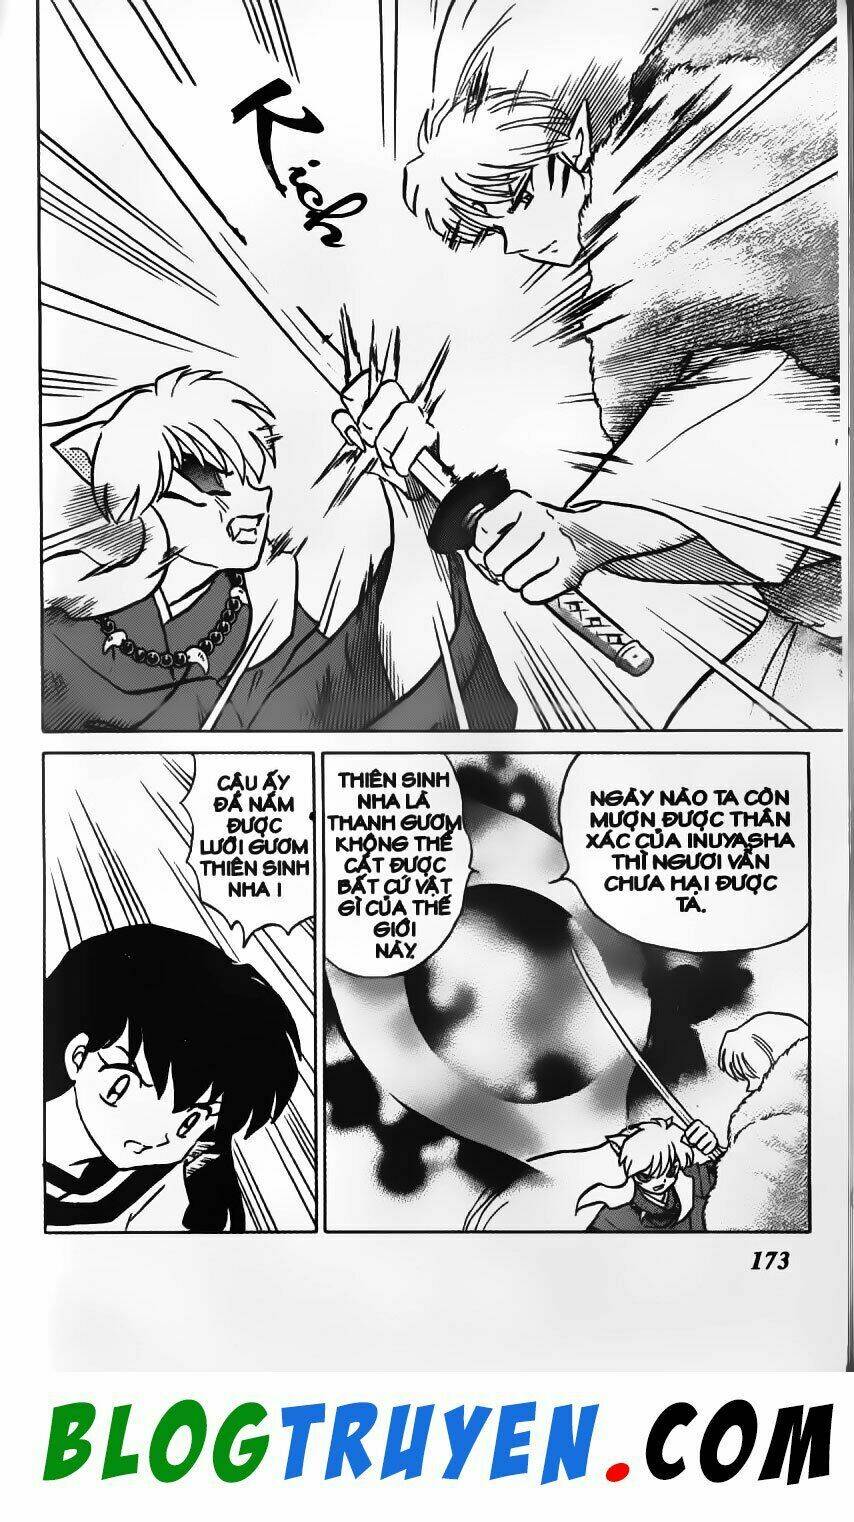 Kịch
CẬU ẤY
ĐÃ NẮM
ĐƯỢC
LƯỠI GƯƠM
THIÊN SINH
NHA !
THIÊN SINH
NHA LÀ
THANH GƯƠM
KHÔNG THỂ
CẮT ĐƯỢC
BẤT CỨ VẬT
GÌ CỦA THẾ
GIỚI
NÀY.
NGÀY NÀO TA CÒN
MƯỢN ĐƯỢC THÂN
XÁC CỦA INUYASHA
THÌ NGƯƠI VẪN
CHƯA HẠI ĐƯỢC
TA.
173
BLOGTRUYEN.COM